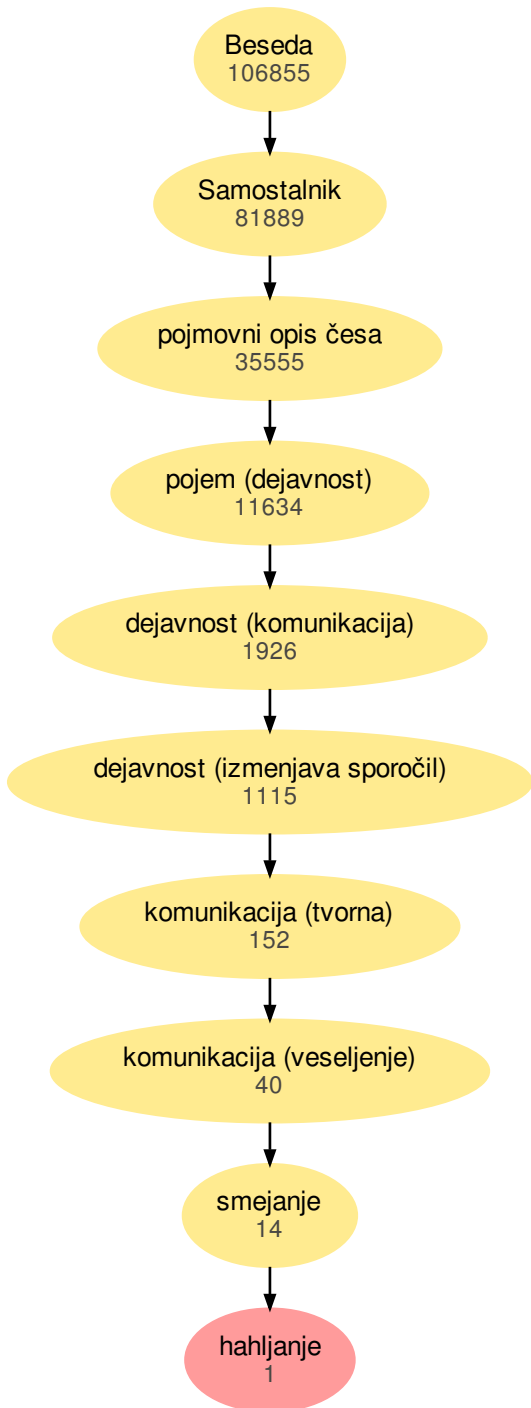 Beseda
106855
Samostalnik
81889
pojmovni opis česa
35555
pojem (dejavnost)
11634
dejavnost (komunikacija)
1926
dejavnost (izmenjava sporočil)
1115
komunikacija (tvorna)
152
komunikacija (veseljenje)
40
smejanje
14
hahljanje
1